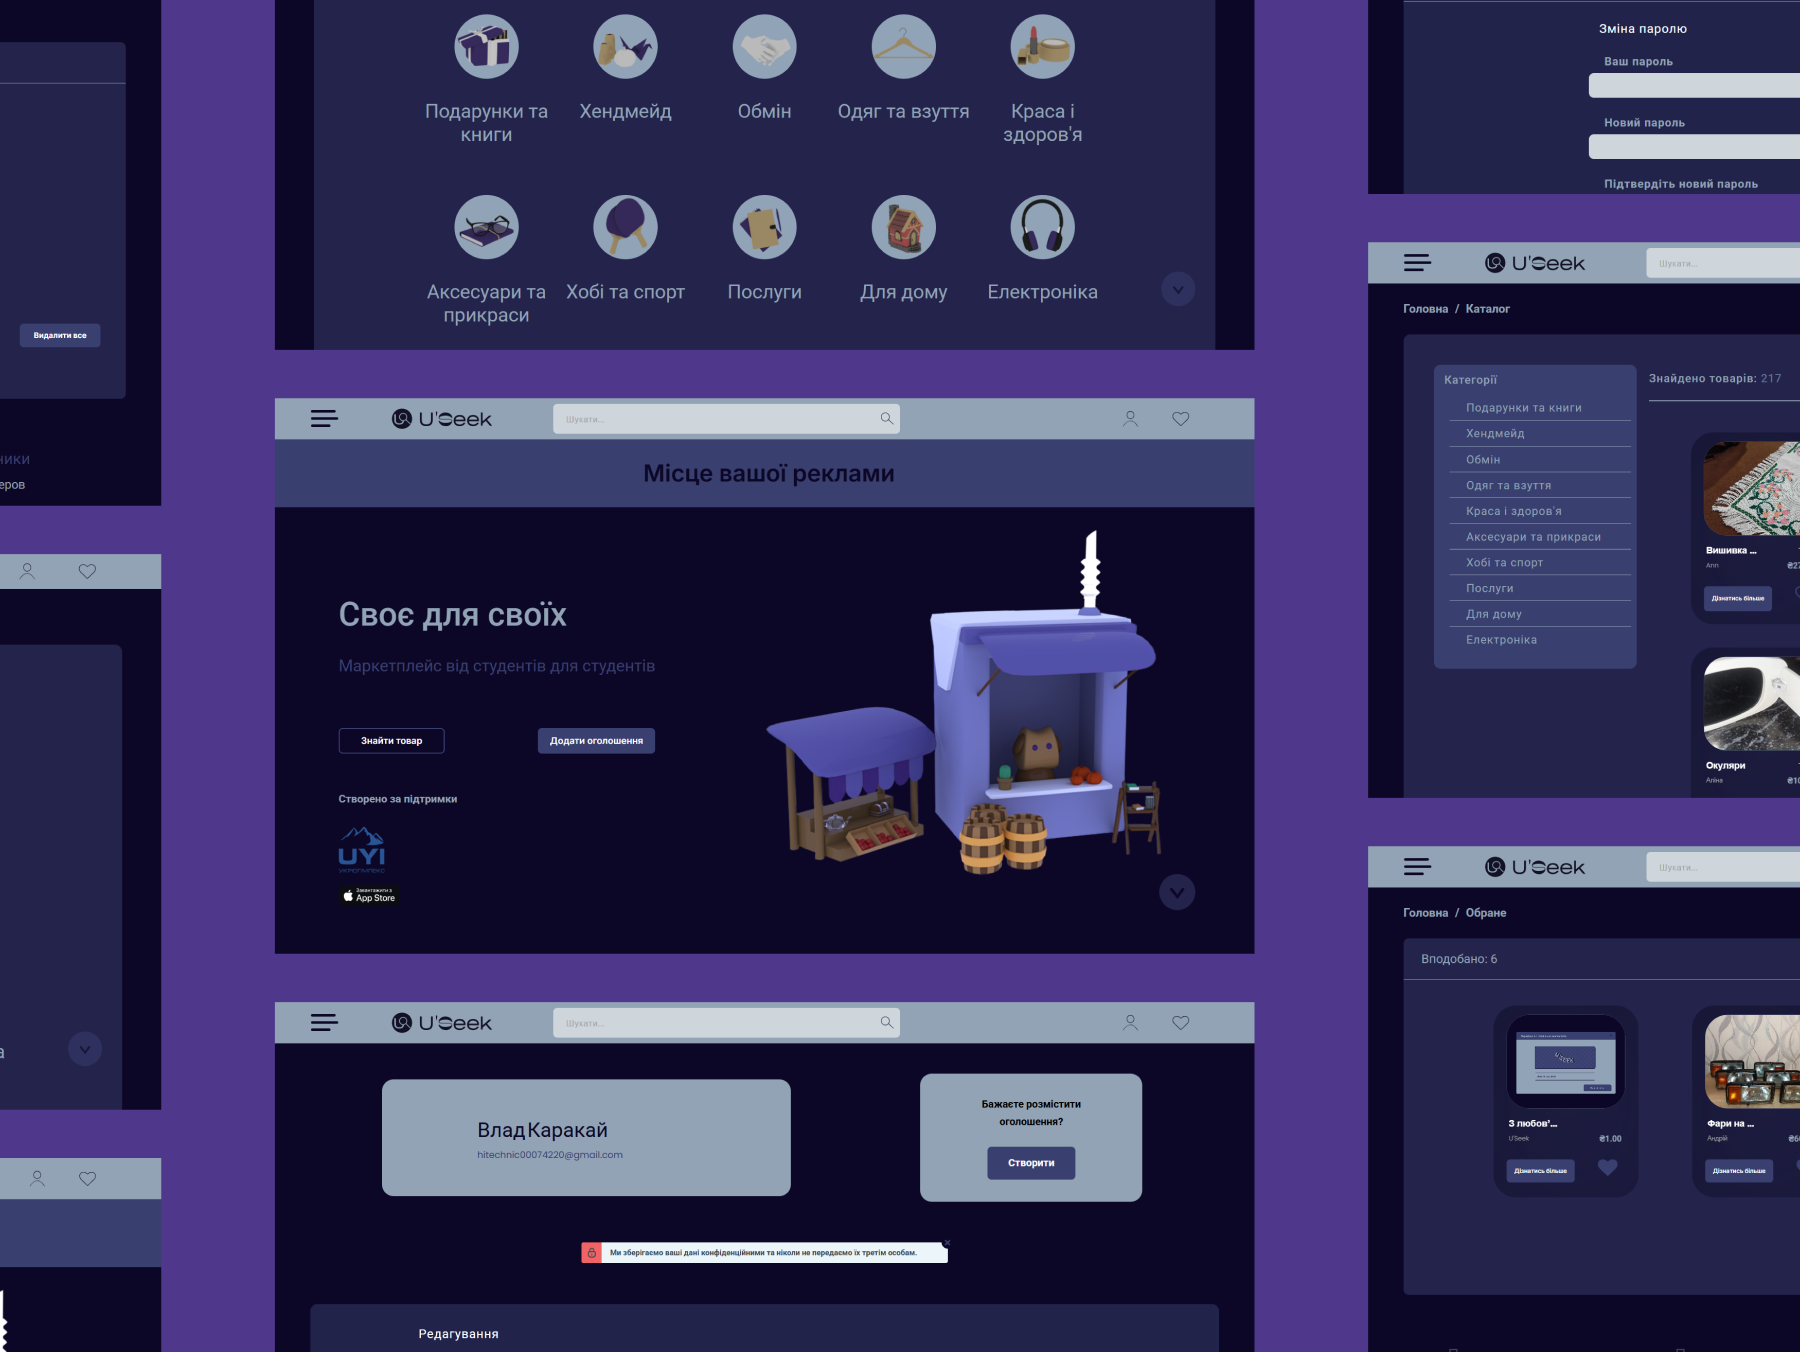 Видалити все
Подарунки та
книги
Хендмейд
Обмін
Одяг та взуття
Краса і
здоров'я
Аксесуари та
прикраси
Хобі та спорт
Послуги
Для дому
Електроніка
U'Seek
Шукати...
Місце вашої реклами
Своє для своїх
Маркетплейс від студентів для студентів
Знайти товар
Додати оголошення
Створено за підтримки
UYI
УКРЮГІМПЕКС
Завантажити з
App Store
U'Seek
Шукати...
Влад Каракай
hitechnic00074220@gmail.com
Бажаєте розмістити
оголошення?
Створити
Ми зберігаємо ваші дані конфіденційними та ніколи не передаємо їх третім особам.
Редагування
Зміна паролю
Ваш пароль
Новий пароль
Підтвердіть новий пароль
U'Seek
Шукати...
Головна / Каталог
Категорії
Подарунки та книги
Хендмейд
Обмін
Одяг та взуття
Краса і здоров'я
Аксесуари та прикраси
Хобі та спорт
Послуги
Для дому
Електроніка
Знайдено товарів: 217
Вишивка ...
Ann
Дізнатись більше
Окуляри
Аліна
U'Seek
Шукати...
Головна / Обране
Вподобано: 6
З любов'...
U'Seek
₴1.00
Дізнатись більше
Фари на ...
Андрій
Дізнатись більше